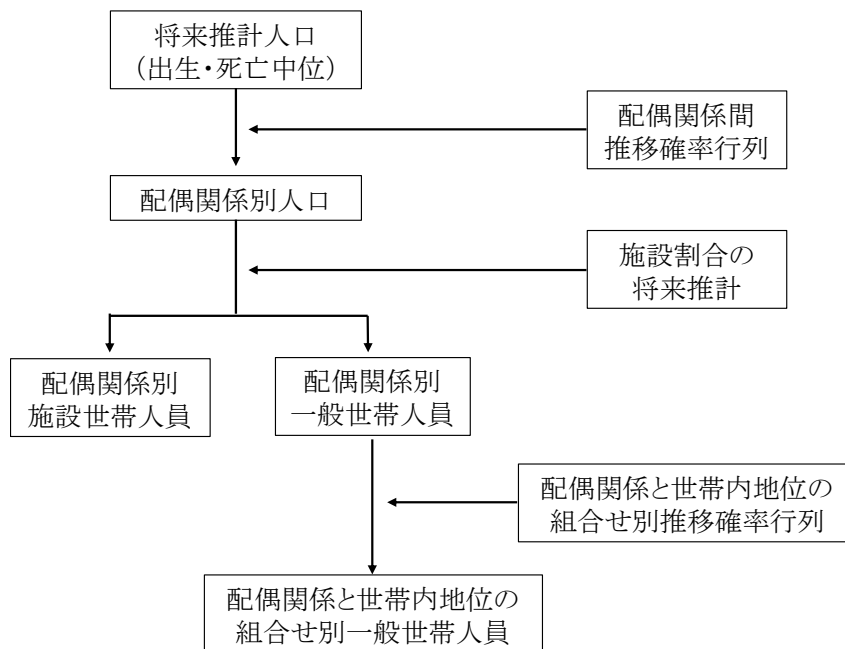 将来推計人口
（出生・死亡中位）
配偶関係間
推移確率行列
配偶関係別人口
施設割合の
将来推計
配偶関係別
施設世帯人員
配偶関係別
一般世帯人員
配偶関係と世帯内地位の
組合せ別推移確率行列
配偶関係と世帯内地位の
組合せ別一般世帯人員